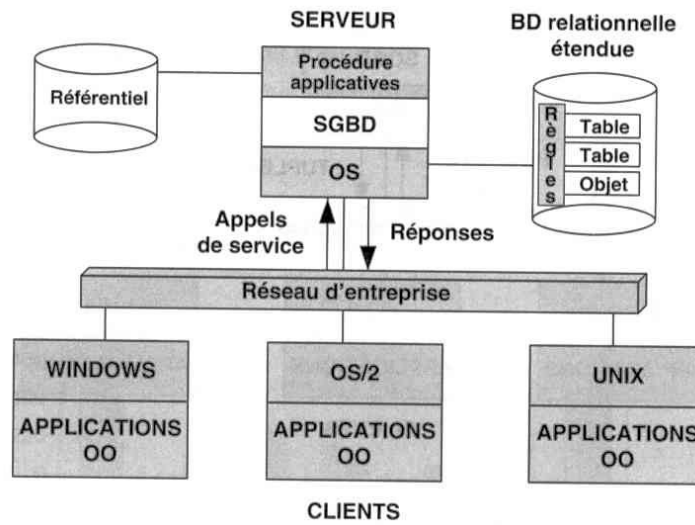 SERVEUR
BD relationnelle
étendue
Référentiel
Procédure
applicatives
SGBD
OS
Règles
Table
Table
Objet
Appels
de service
Réponses
Réseau d'entreprise
WINDOWS
OS/2
UNIX
APPLICATIONS
OO
APPLICATIONS
OO
APPLICATIONS
OO
CLIENTS